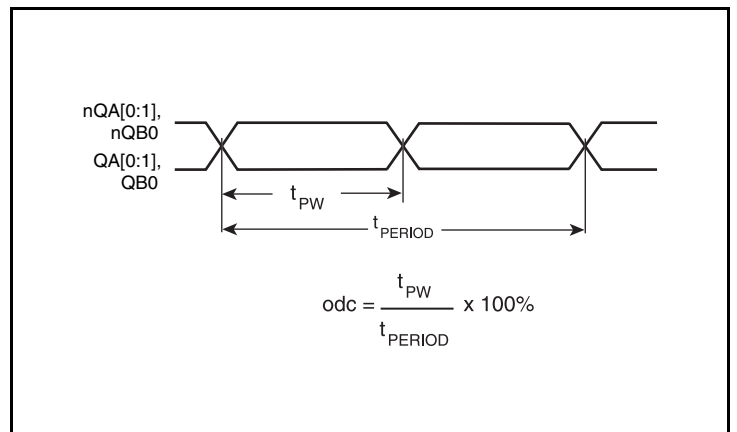 nQA[0:1],
nQB0
QA[0:1],
QB0
tPW
tPERIOD
odc = tPW / tPERIOD x 100%